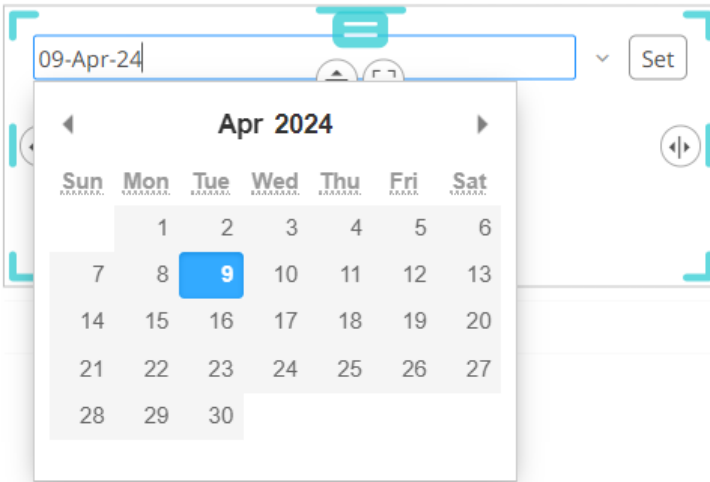 09-Apr-24 Set
Apr 2024
Sun Mon Tue Wed Thu Fri Sat
1 2 3 4 5 6
7 8 9 10 11 12 13
14 15 16 17 18 19 20
21 22 23 24 25 26 27
28 29 30